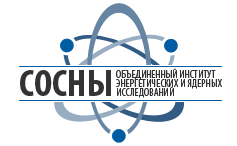 СОСНЫ
ОБЪЕДИНЕННЫЙ ИНСТИТУТ
ЭНЕРГЕТИЧЕСКИХ И ЯДЕРНЫХ
ИССЛЕДОВАНИЙ